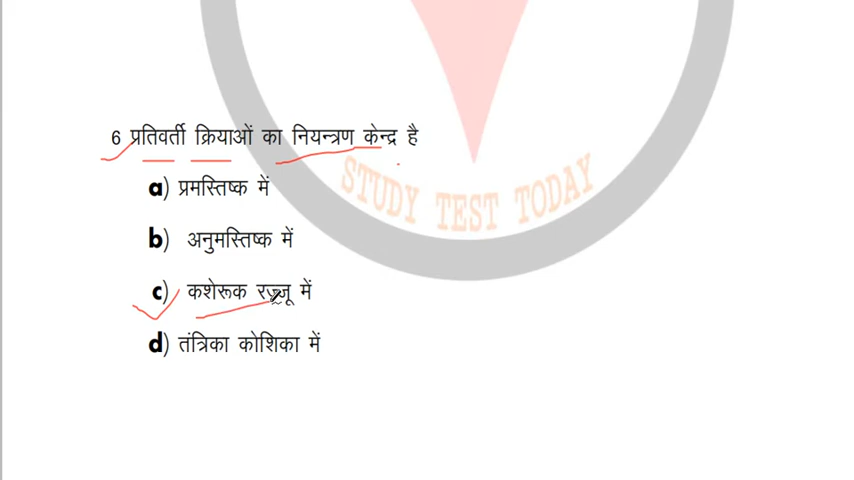 6 प्रतिवर्ती क्रियाओं का नियन्त्रण केन्द्र है
a) प्रमस्तिष्क में
STUDY TEST TODAY
b) अनुमस्तिष्क में
c) कशेरूक रज्जू में
d) तंत्रिका कोशिका में